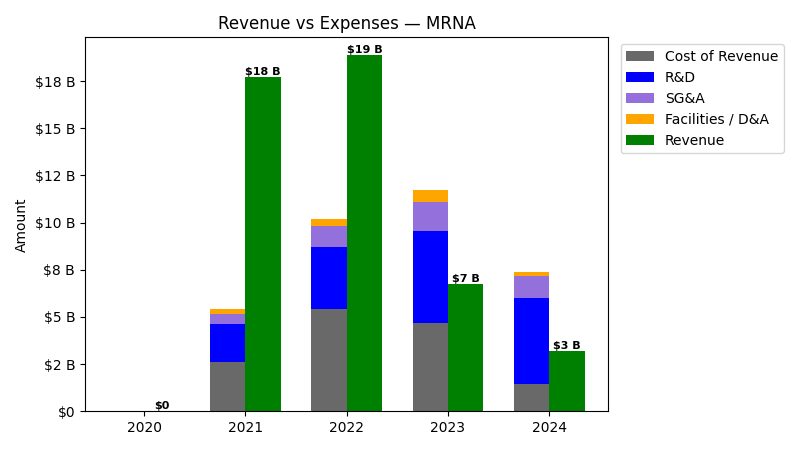 Revenue vs Expenses — MRNA
Amount
$18 B
$15 B
$12 B
$10 B
$8 B
$5 B
$2 B
$0
$0
$18 B
$19 B
$7 B
$3 B
2020
2021
2022
2023
2024
Cost of Revenue
R&D
SG&A
Facilities / D&A
Revenue